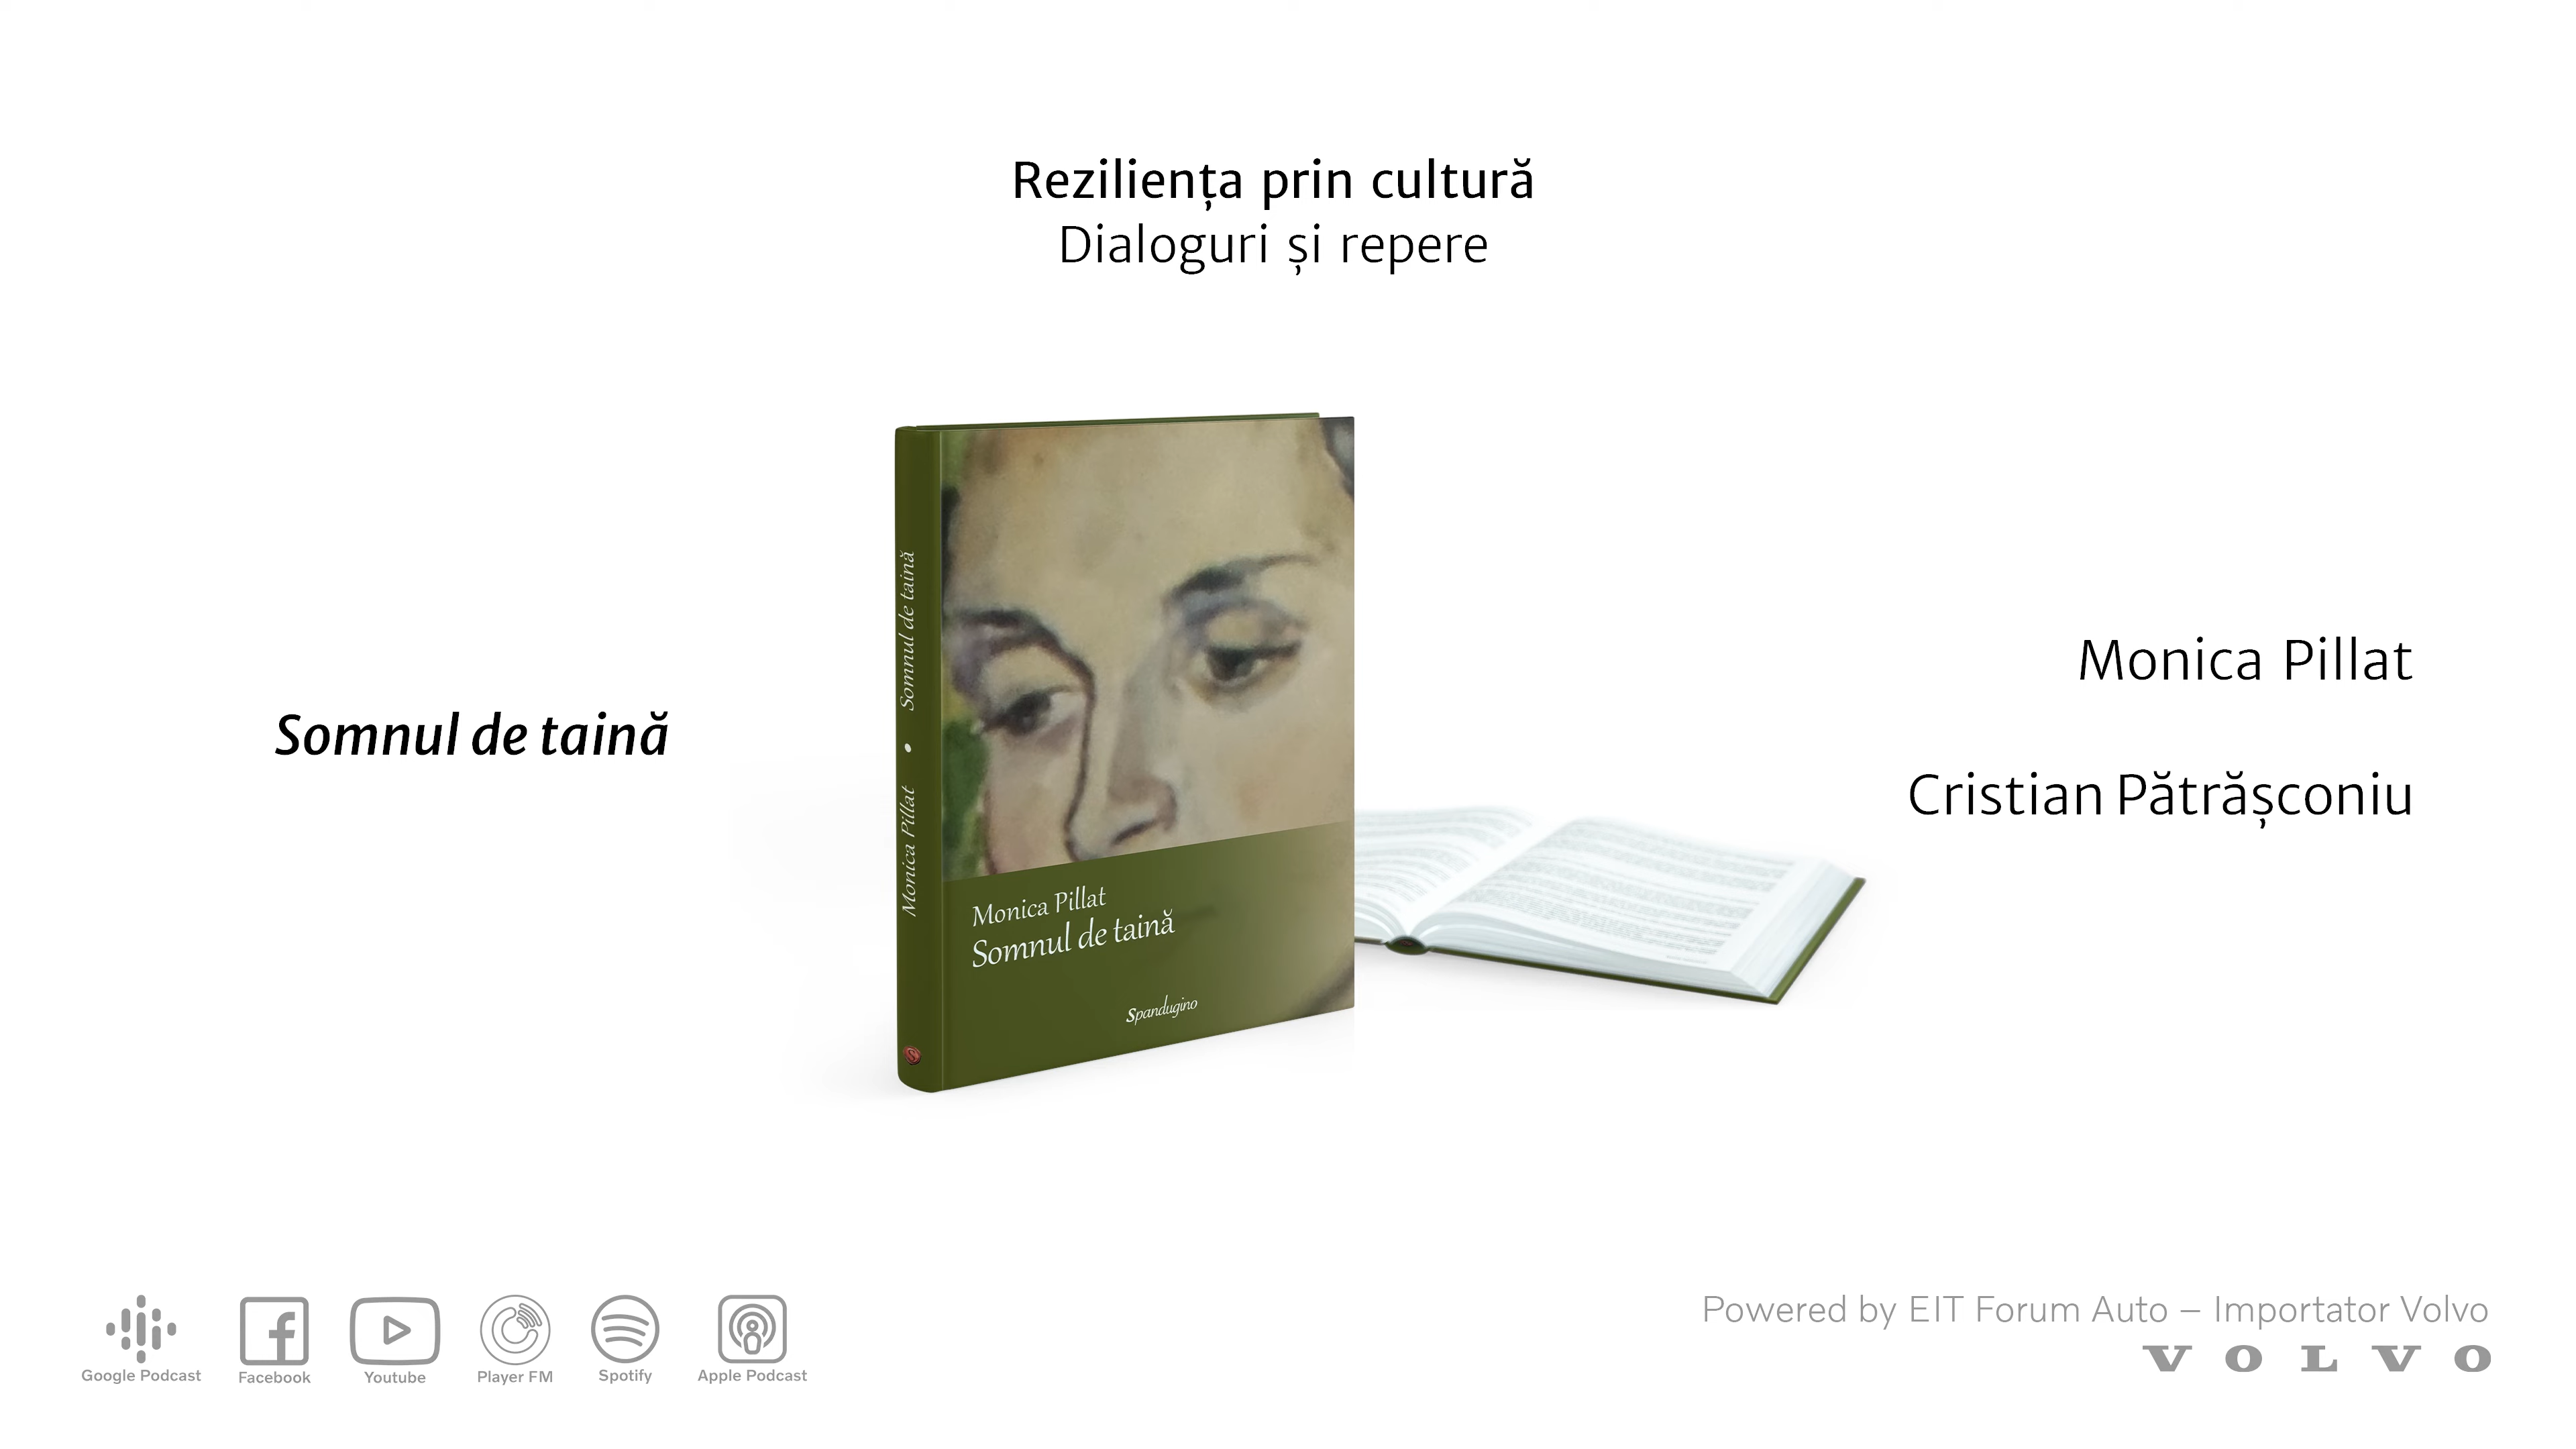 Reziliența prin cultură
Dialoguri și repere
Somnul de taină
Monica Pillat • Somnul de taină
Monica Pillat
Somnul de taină
Spandugino
Monica Pillat
Cristian Pătrășconiu
Google Podcast
Facebook
Youtube
Player FM
Spotify
Apple Podcast
Powered by EIT Forum Auto – Importator Volvo
VOLVO